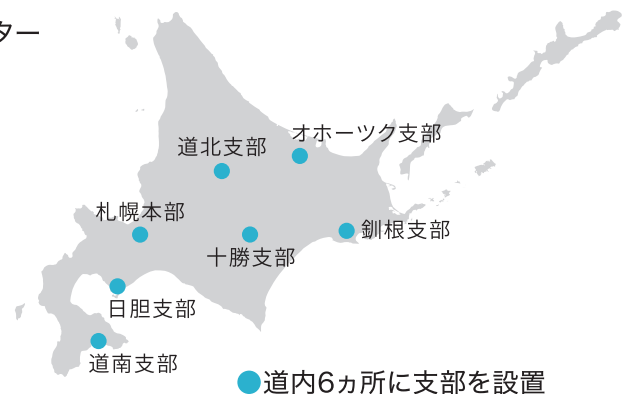 ター
オホーツク支部
道北支部
札幌本部
釧根支部
十勝支部
日胆支部
道南支部
●道内6ヵ所に支部を設置